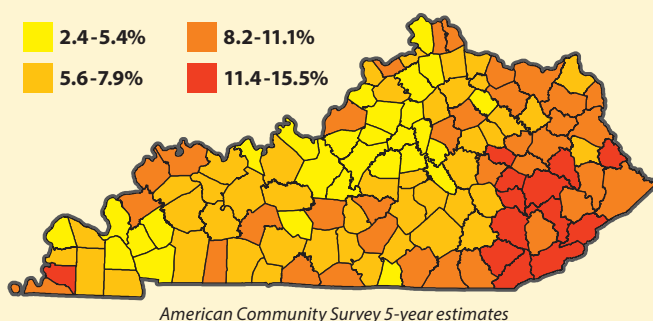 2.4-5.4%
8.2-11.1%
5.6-7.9%
11.4-15.5%
American Community Survey 5-year estimates